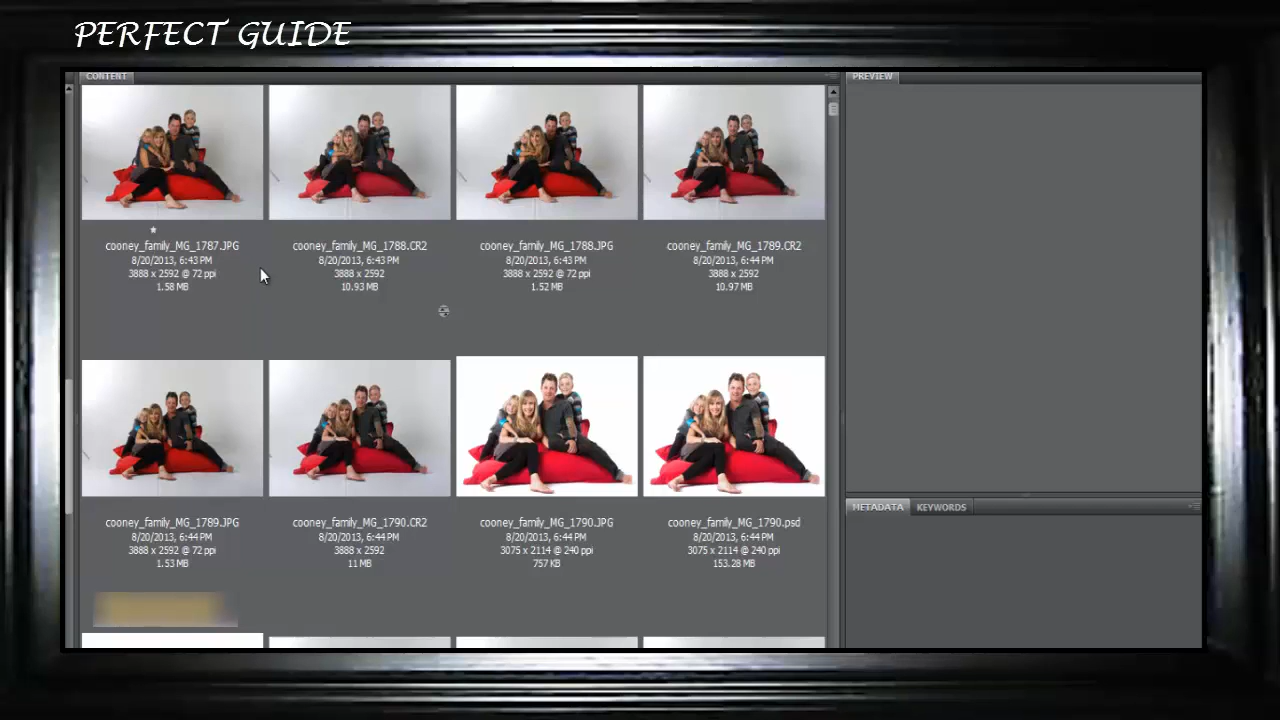 PERFECT GUIDE
CONTENT
PREVIEW
cooney_family_MG_1787.JPG
8/20/2013, 6:43 PM
3888 x 2592 @ 72 ppi
1.58 MB
cooney_family_MG_1788.CR2
8/20/2013, 6:43 PM
3888 x 2592
10.93 MB
cooney_family_MG_1788.JPG
8/20/2013, 6:43 PM
3888 x 2592 @ 72 ppi
1.52 MB
cooney_family_MG_1789.CR2
8/20/2013, 6:44 PM
3888 x 2592
10.97 MB
cooney_family_MG_1789.JPG
8/20/2013, 6:44 PM
3888 x 2592 @ 72 ppi
1.53 MB
cooney_family_MG_1790.CR2
8/20/2013, 6:44 PM
3888 x 2592
11 MB
cooney_family_MG_1790.JPG
8/20/2013, 6:44 PM
3075 x 2114 @ 240 ppi
757 KB
cooney_family_MG_1790.psd
8/20/2013, 6:44 PM
3075 x 2114 @ 240 ppi
153.28 MB
METADATA
KEYWORDS